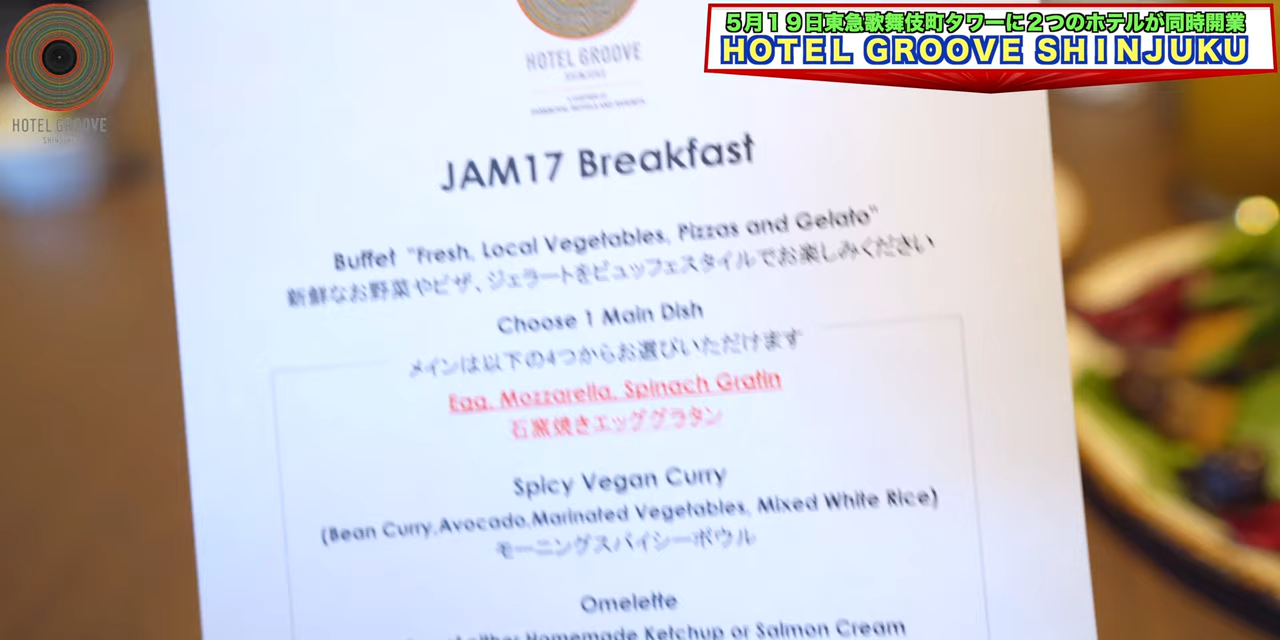 ５月１９日東急歌舞伎町タワーに２つのホテルが同時開業
HOTEL GROOVE SHINJUKU
HOTEL GROOVE
SHINJUKU
HOTEL GROOVE
JAM17 Breakfast
Buffet "Fresh, Local Vegetables, Pizzas and Gelato"
新鮮なお野菜やピザ、ジェラートをビュッフェスタイルでお楽しみください
Choose 1 Main Dish
メインは以下の4つからお選びいただけます
Egg, Mozzarella, Spinach Gratin
石窯焼きエッググラタン
Spicy Vegan Curry
(Bean Curry,Avocado,Marinated Vegetables, Mixed White Rice)
モーニングスパイシーボウル
Omelette
either Homemade Ketchup or Salmon Cream